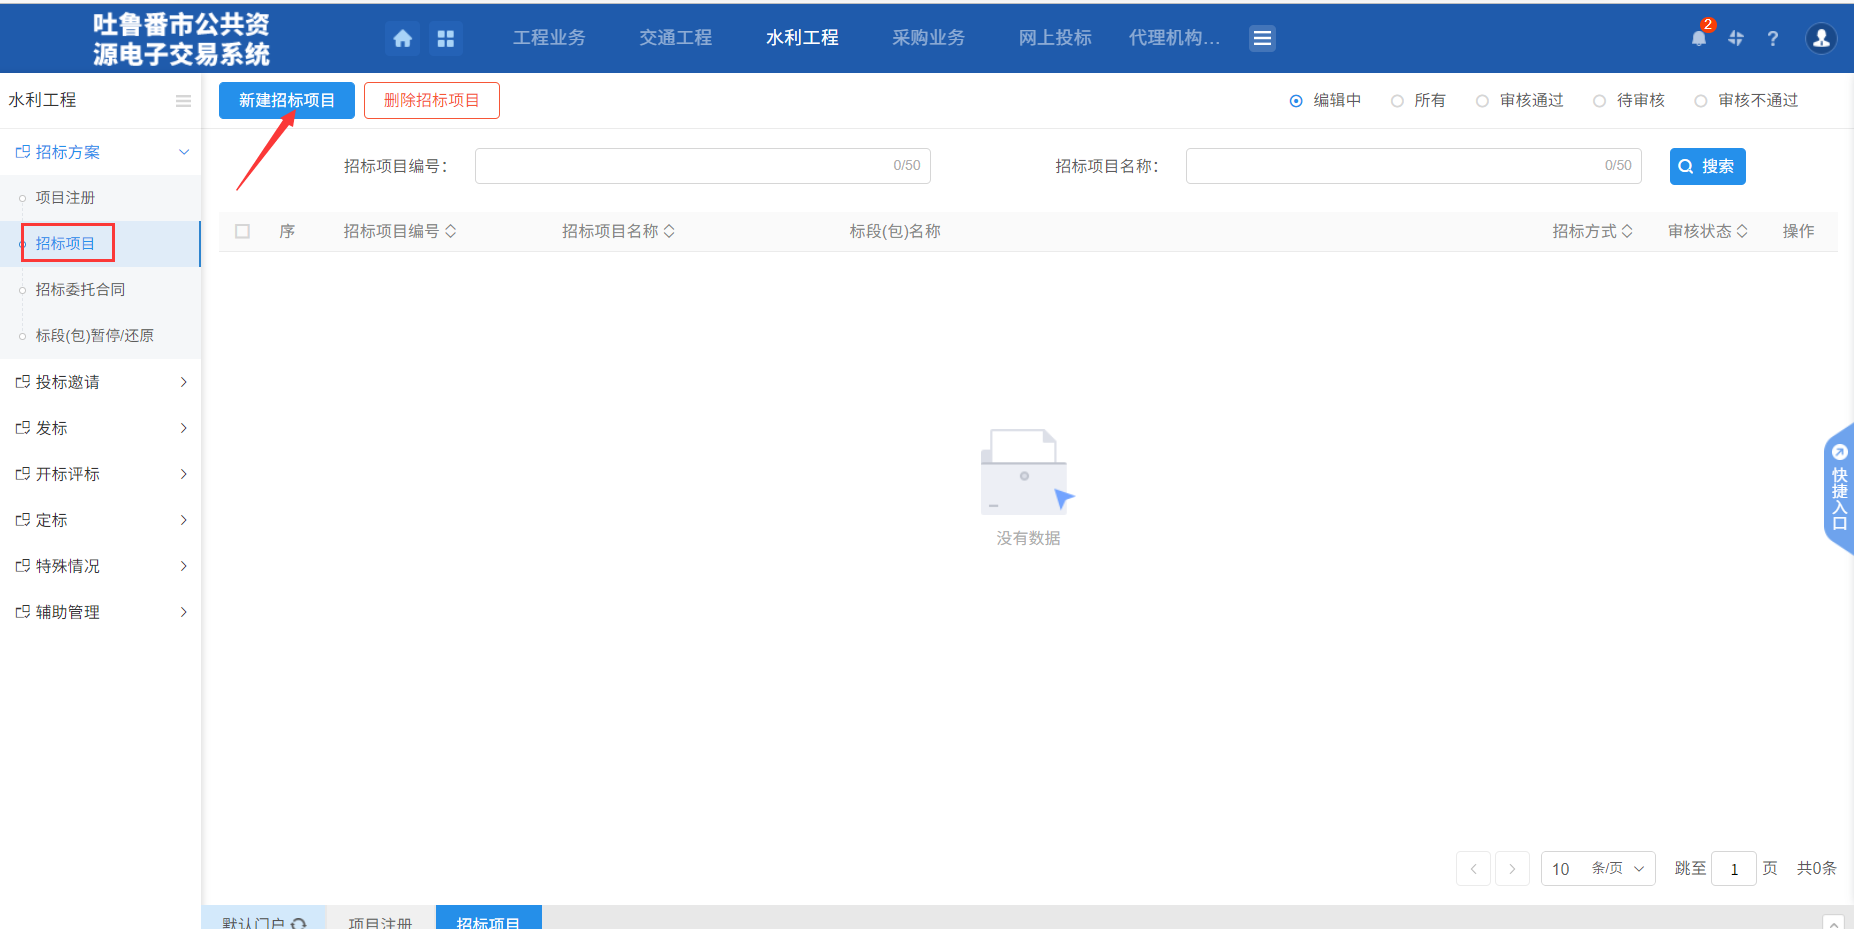 吐鲁番市公共资
源电子交易系统
工程业务 交通工程 水利工程 采购业务 网上投标 代理机构... 2 ?
水利工程
新建招标项目 删除招标项目 编辑中 所有 审核通过 待审核 审核不通过
招标方案
招标项目编号： 0/50 招标项目名称： 0/50 搜索
项目注册
招标项目
招标委托合同
标段(包)暂停/还原
投标邀请
发标
开标评标
定标
特殊情况
辅助管理
序 招标项目编号 招标项目名称 标段(包)名称 招标方式 审核状态 操作
没有数据
快捷入口
10 条/页 跳至 1 页 共0条
默认门户 项目注册 招标项目